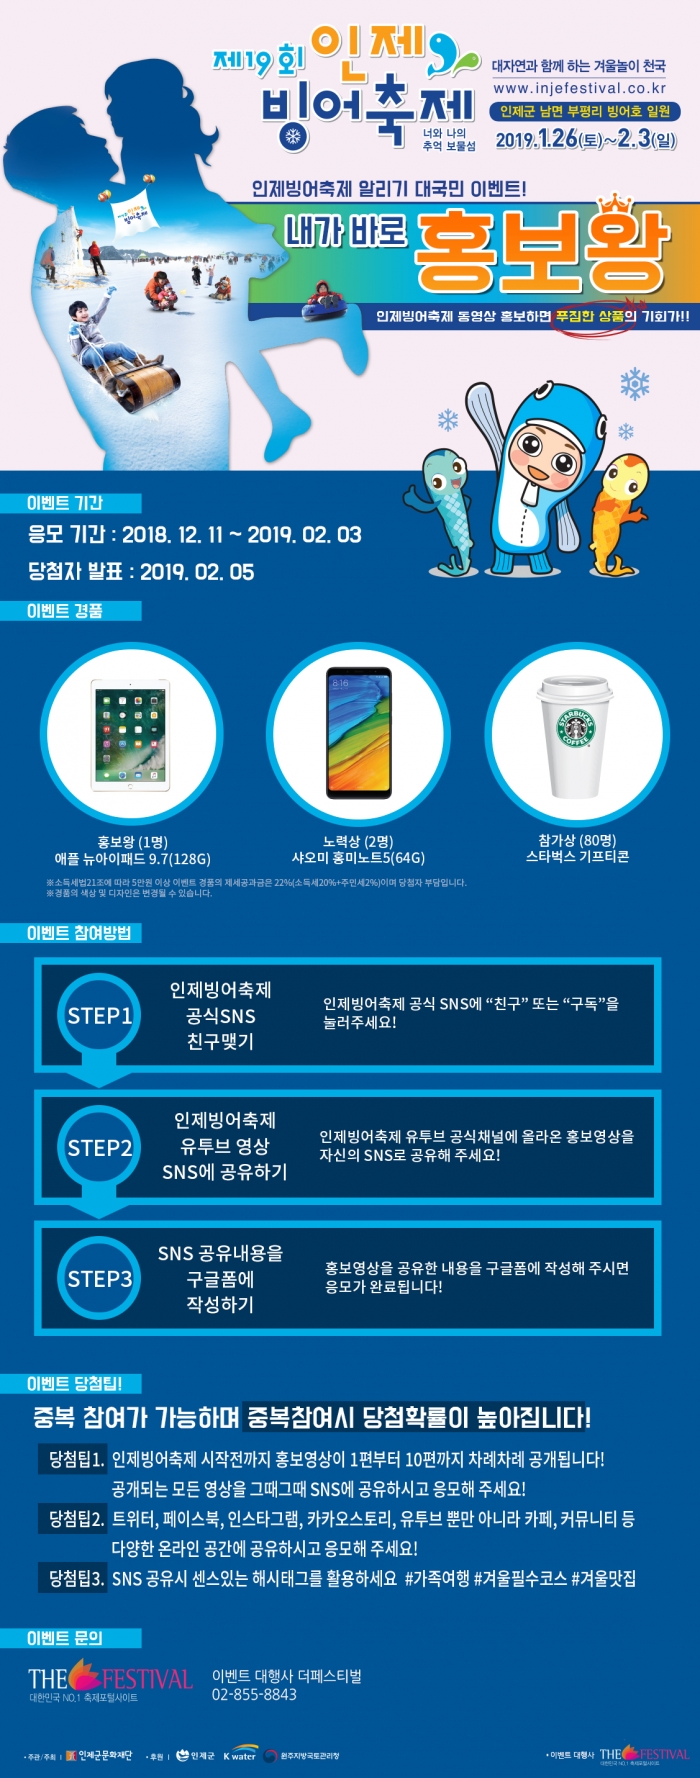 제19회 인제
빙어축제
너와 나의
추억 보물섬
대자연과 함께 하는 겨울놀이 천국
www.injefestival.co.kr
인제군 남면 부평리 빙어호 일원
2019.1.26(토)~2.3(일)
인제빙어축제 알리기 대국민 이벤트!
내가 바로 홍보왕
인제빙어축제 동영상 홍보하면 푸짐한 상품의 기회가!!
인제
빙어축제
이벤트 기간
응모 기간 : 2018. 12. 11 ~ 2019. 02. 03
당첨자 발표 : 2019. 02. 05
이벤트 경품
8:16
STARBUCKS
COFFEE
홍보왕 (1명)
애플 뉴아이패드 9.7(128G)
노력상 (2명)
샤오미 홍미노트5(64G)
참가상 (80명)
스타벅스 기프티콘
※소득세법21조에 따라 5만원 이상 이벤트 경품의 제세공과금은 22%(소득세20%+주민세2%)이며 당첨자 부담입니다.
※경품의 색상 및 디자인은 변경될 수 있습니다.
이벤트 참여방법
STEP1
인제빙어축제
공식SNS
친구맺기
인제빙어축제 공식 SNS에 “친구” 또는 “구독”을
눌러주세요!
STEP2
인제빙어축제
유투브 영상
SNS에 공유하기
인제빙어축제 유투브 공식채널에 올라온 홍보영상을
자신의 SNS로 공유해 주세요!
STEP3
SNS 공유내용을
구글폼에
작성하기
홍보영상을 공유한 내용을 구글폼에 작성해 주시면
응모가 완료됩니다!
이벤트 당첨팁!
중복 참여가 가능하며 중복참여시 당첨확률이 높아집니다!
당첨팁1. 인제빙어축제 시작전까지 홍보영상이 1편부터 10편까지 차례차례 공개됩니다!
공개되는 모든 영상을 그때그때 SNS에 공유하시고 응모해 주세요!
당첨팁2. 트위터, 페이스북, 인스타그램, 카카오스토리, 유투브 뿐만 아니라 카페, 커뮤니티 등
다양한 온라인 공간에 공유하시고 응모해 주세요!
당첨팁3. SNS 공유시 센스있는 해시태그를 활용하세요 #가족여행 #겨울필수코스 #겨울맛집
이벤트 문의
THE FESTIVAL
대한민국 NO.1 축제포털사이트
이벤트 대행사 더페스티벌
02-855-8843
• 주관/주최 | 인제군문화재단 • 후원 | 인제군 K water 원주지방국토관리청
• 이벤트 대행사 THE FESTIVAL
대한민국 NO.1 축제포털사이트